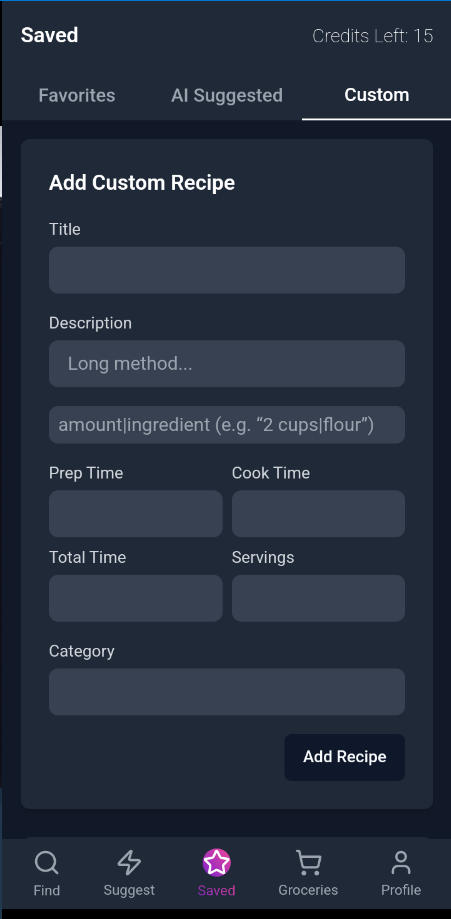 Saved
Credits Left: 15
Favorites
AI Suggested
Custom
Add Custom Recipe
Title
Description
Long method...
amount|ingredient (e.g. “2 cups|flour”)
Prep Time
Cook Time
Total Time
Servings
Category
Add Recipe
Find
Suggest
Saved
Groceries
Profile